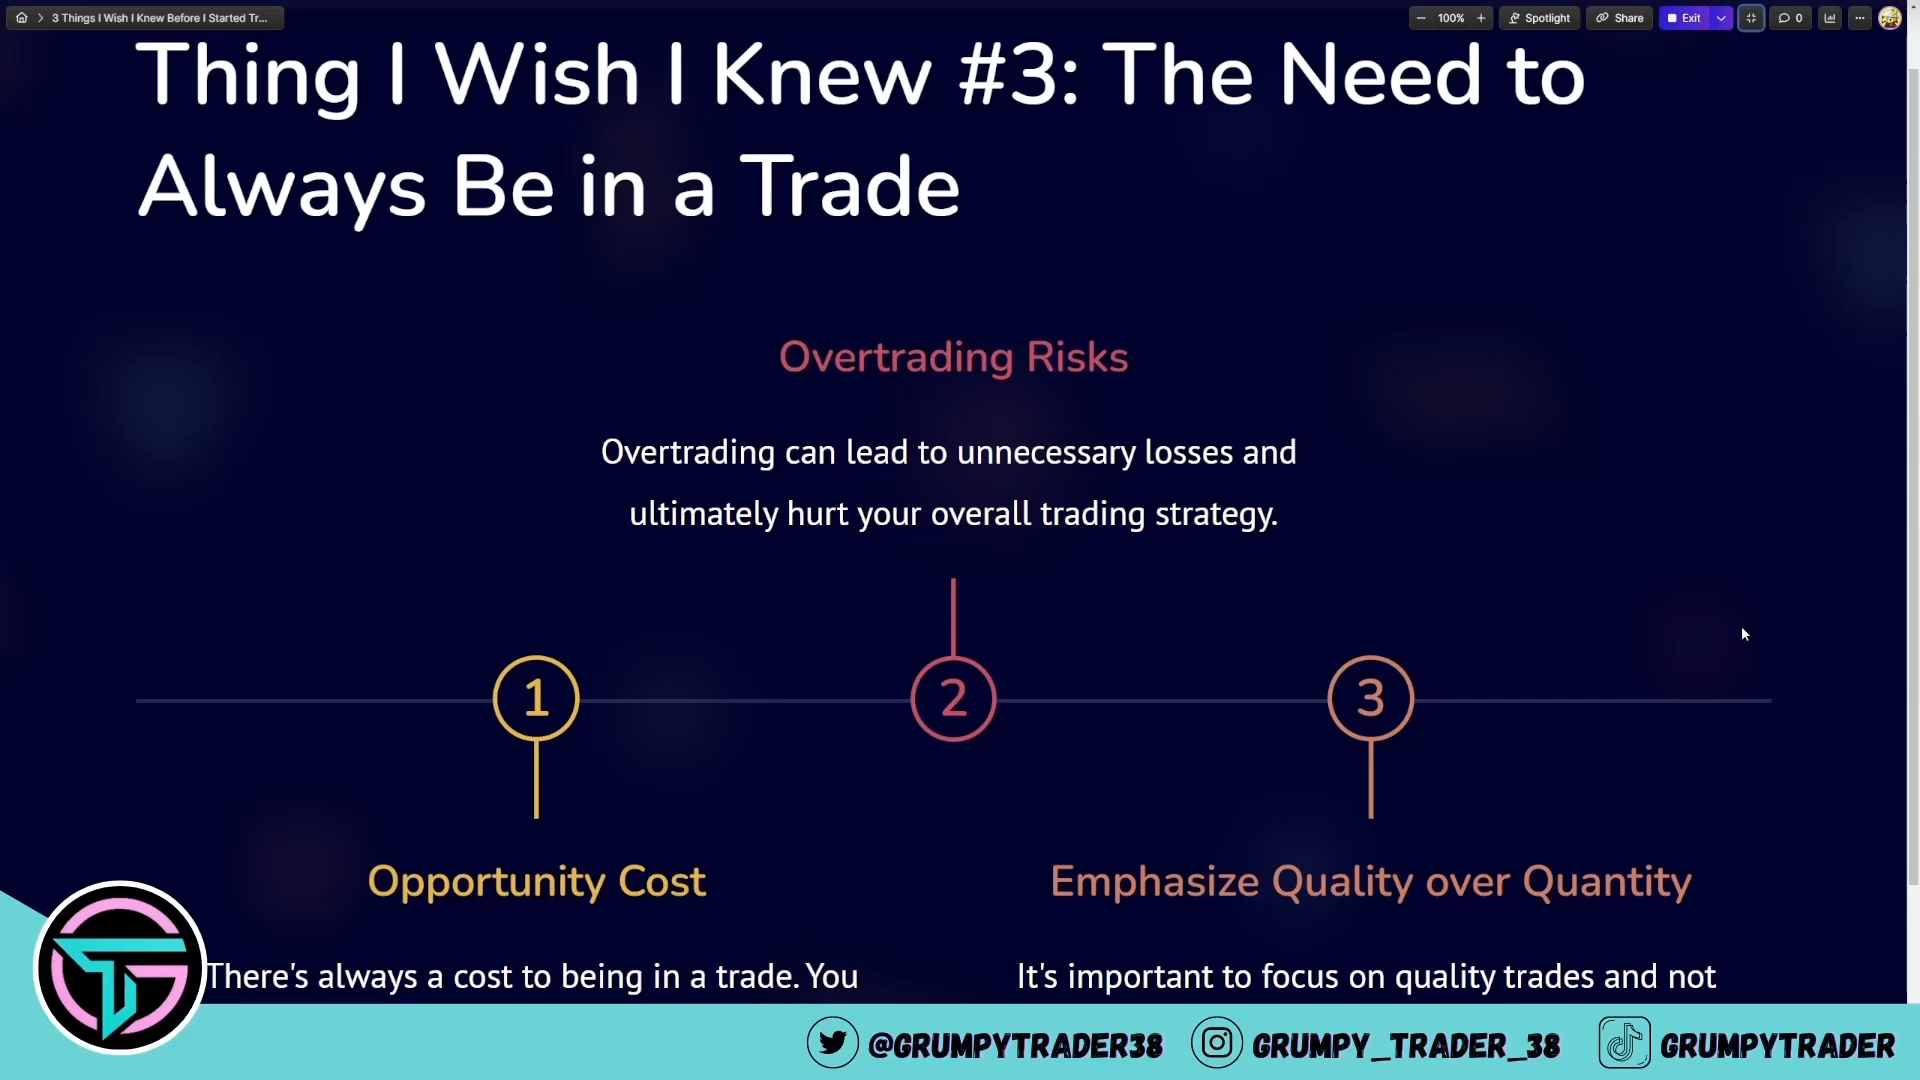 3 Things I Wish I Knew Before I Started Tr...
100%
Spotlight
Share
Exit
0
Thing I Wish I Knew #3: The Need to
Always Be in a Trade
Overtrading Risks
Overtrading can lead to unnecessary losses and
ultimately hurt your overall trading strategy.
1
2
3
Opportunity Cost
There's always a cost to being in a trade. You
Emphasize Quality over Quantity
It's important to focus on quality trades and not
@GRUMPYTRADER38
GRUMPY_TRADER_38
GRUMPYTRADER